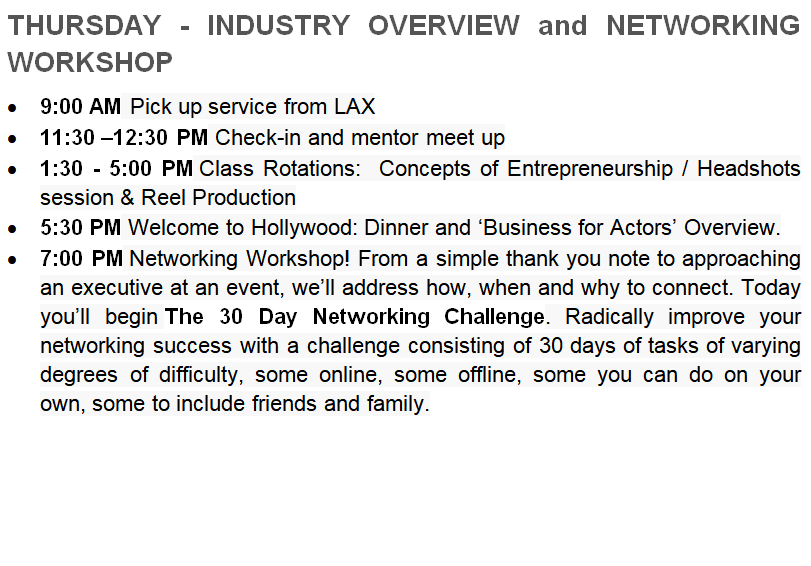 THURSDAY - INDUSTRY OVERVIEW and NETWORKING
WORKSHOP
• 9:00 AM Pick up service from LAX
• 11:30 –12:30 PM Check-in and mentor meet up
• 1:30 - 5:00 PM Class Rotations:  Concepts of Entrepreneurship / Headshots
session & Reel Production
• 5:30 PM Welcome to Hollywood: Dinner and ‘Business for Actors’ Overview.
• 7:00 PM Networking Workshop! From a simple thank you note to approaching
an executive at an event, we’ll address how, when and why to connect. Today
you’ll begin The 30 Day Networking Challenge. Radically improve your
networking success with a challenge consisting of 30 days of tasks of varying
degrees of difficulty, some online, some offline, some you can do on your
own, some to include friends and family.